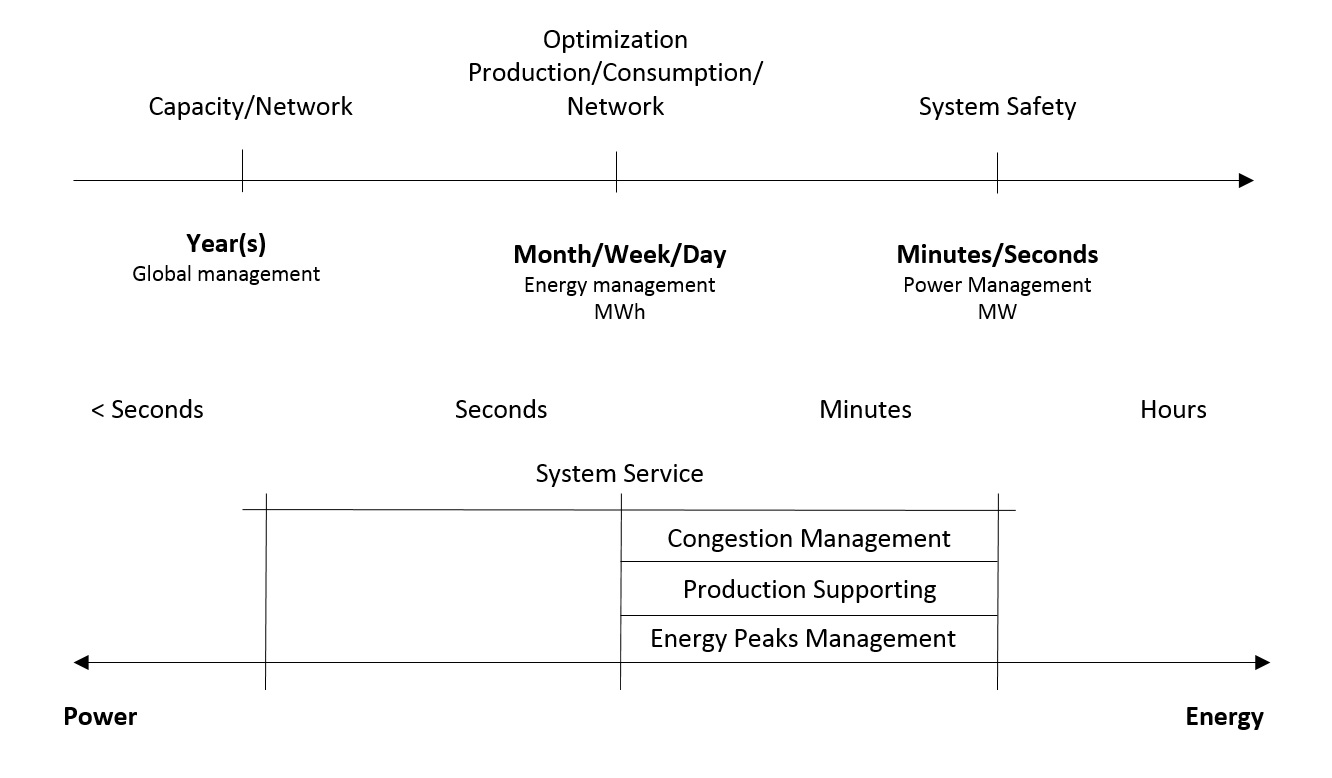 Optimization
Production/Consumption/
Capacity/Network
Network
System Safety
Year(s)
Global management
Month/Week/Day
Energy management
MWh
Minutes/Seconds
Power Management
MW
< Seconds
Seconds
Minutes
Hours
System Service
Congestion Management
Production Supporting
Energy Peaks Management
Power
Energy